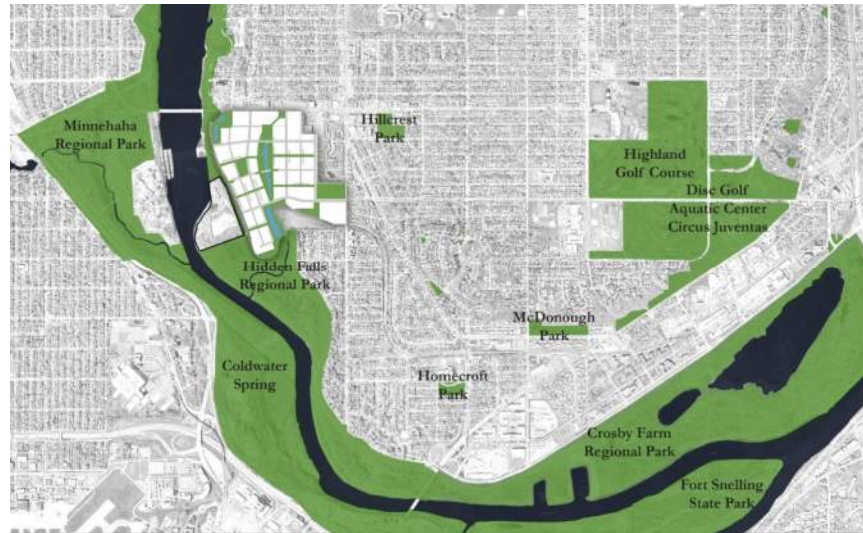 Minnehaha
Regional Park
Hillcrest
Park
Highland
Golf Course
Disc Golf
Aquatic Center
Circus Juventas
Hidden Falls
Regional Park
McDonough
Park
Coldwater
Spring
Homecroft
Park
Crosby Farm
Regional Park
Fort Snelling
State Park